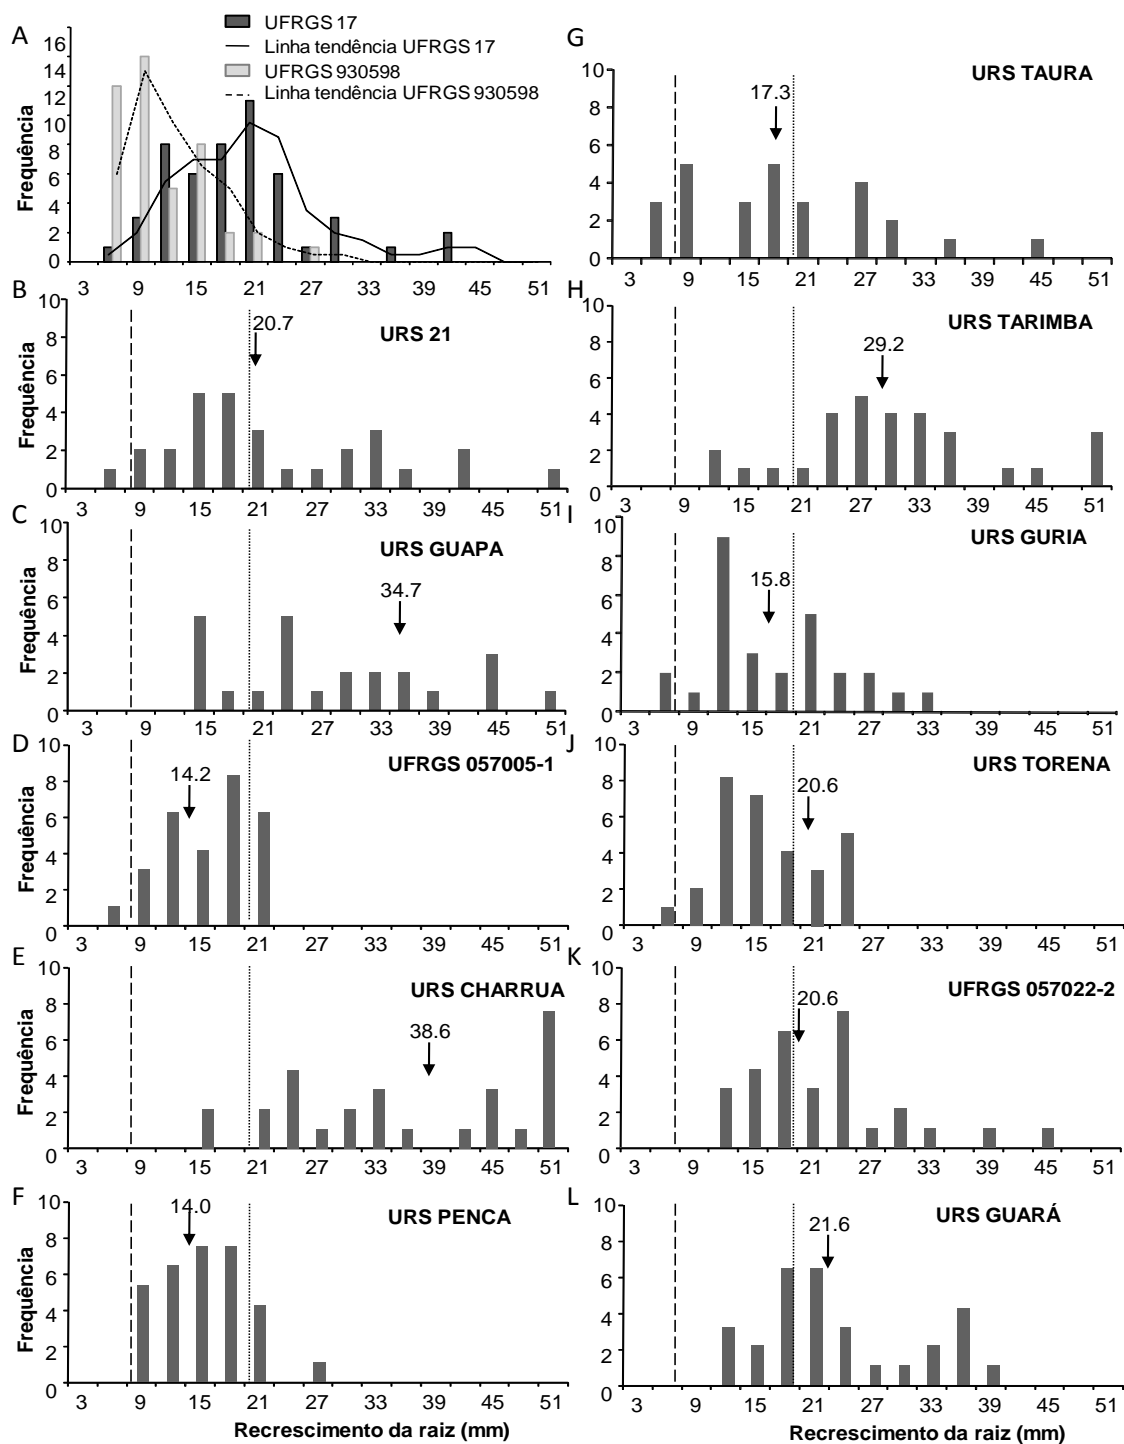 A
Frequência
16
14
12
10
8
6
4
2
0
UFRGS 17
Linha tendência UFRGS 17
UFRGS 930598
Linha tendência UFRGS 930598
3 9 15 21 27 33 39 45 51
B
Frequência
10
8
6
4
2
0
20.7
URS 21
3 9 15 21 27 33 39 45 51
C
Frequência
10
8
6
4
2
0
URS GUAPA
34.7
3 9 15 21 27 33 39 45 51
D
Frequência
10
8
6
4
2
0
14.2
UFRGS 057005-1
3 9 15 21 27 33 39 45 51
E
Frequência
10
8
6
4
2
0
URS CHARRUA
38.6
3 9 15 21 27 33 39 45 51
F
Frequência
10
8
6
4
2
0
14.0
URS PENCA
3 9 15 21 27 33 39 45 51
Recrescimento da raiz (mm)
G
10
8
6
4
2
0
URS TAURA
17.3
3 9 15 21 27 33 39 45 51
H
10
8
6
4
2
0
URS TARIMBA
29.2
3 9 15 21 27 33 39 45 51
I
10
8
6
4
2
0
URS GURIA
15.8
3 9 15 21 27 33 39 45 51
J
10
8
6
4
2
0
URS TORENA
20.6
3 9 15 21 27 33 39 45 51
K
10
8
6
4
2
0
UFRGS 057022-2
20.6
3 9 15 21 27 33 39 45 51
L
10
8
6
4
2
0
URS GUARÁ
21.6
3 9 15 21 27 33 39 45 51
Recrescimento da raiz (mm)